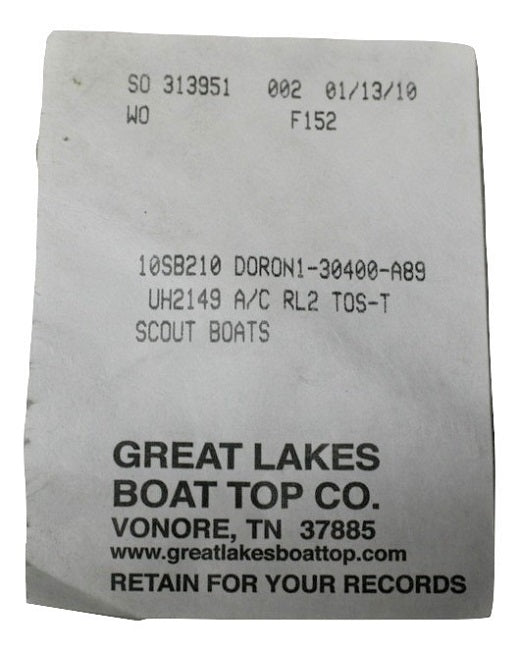 SO 313951 002 01/13/10
WO F152
10SB210 DORON1-30400-A89
UH2149 A/C RL2 TOS-T
SCOUT BOATS
GREAT LAKES
BOAT TOP CO.
VONORE, TN 37885
www.greatlakesboattop.com
RETAIN FOR YOUR RECORDS